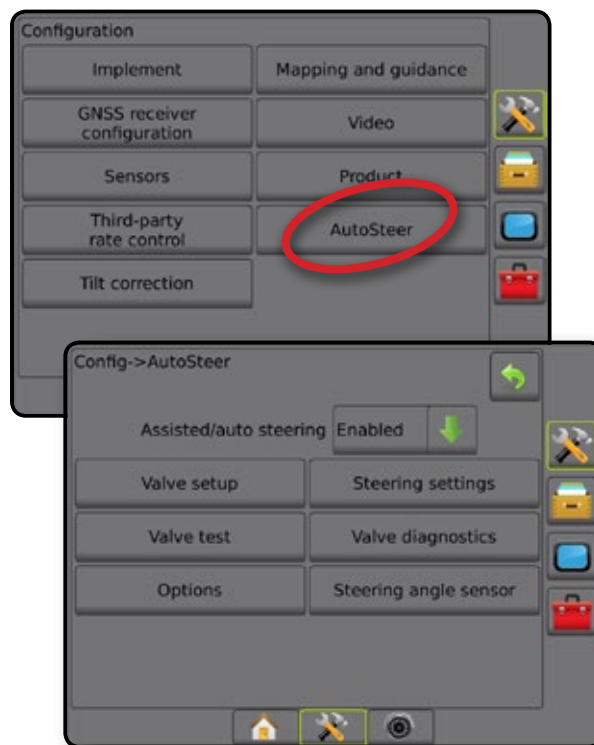 Configuration
Implement
Mapping and guidance
GNSS receiver
configuration
Video
Sensors
Product
Third-party
rate control
AutoSteer
Tilt correction
Config->AutoSteer
Assisted/auto steering Enabled
Valve setup
Steering settings
Valve test
Valve diagnostics
Options
Steering angle sensor